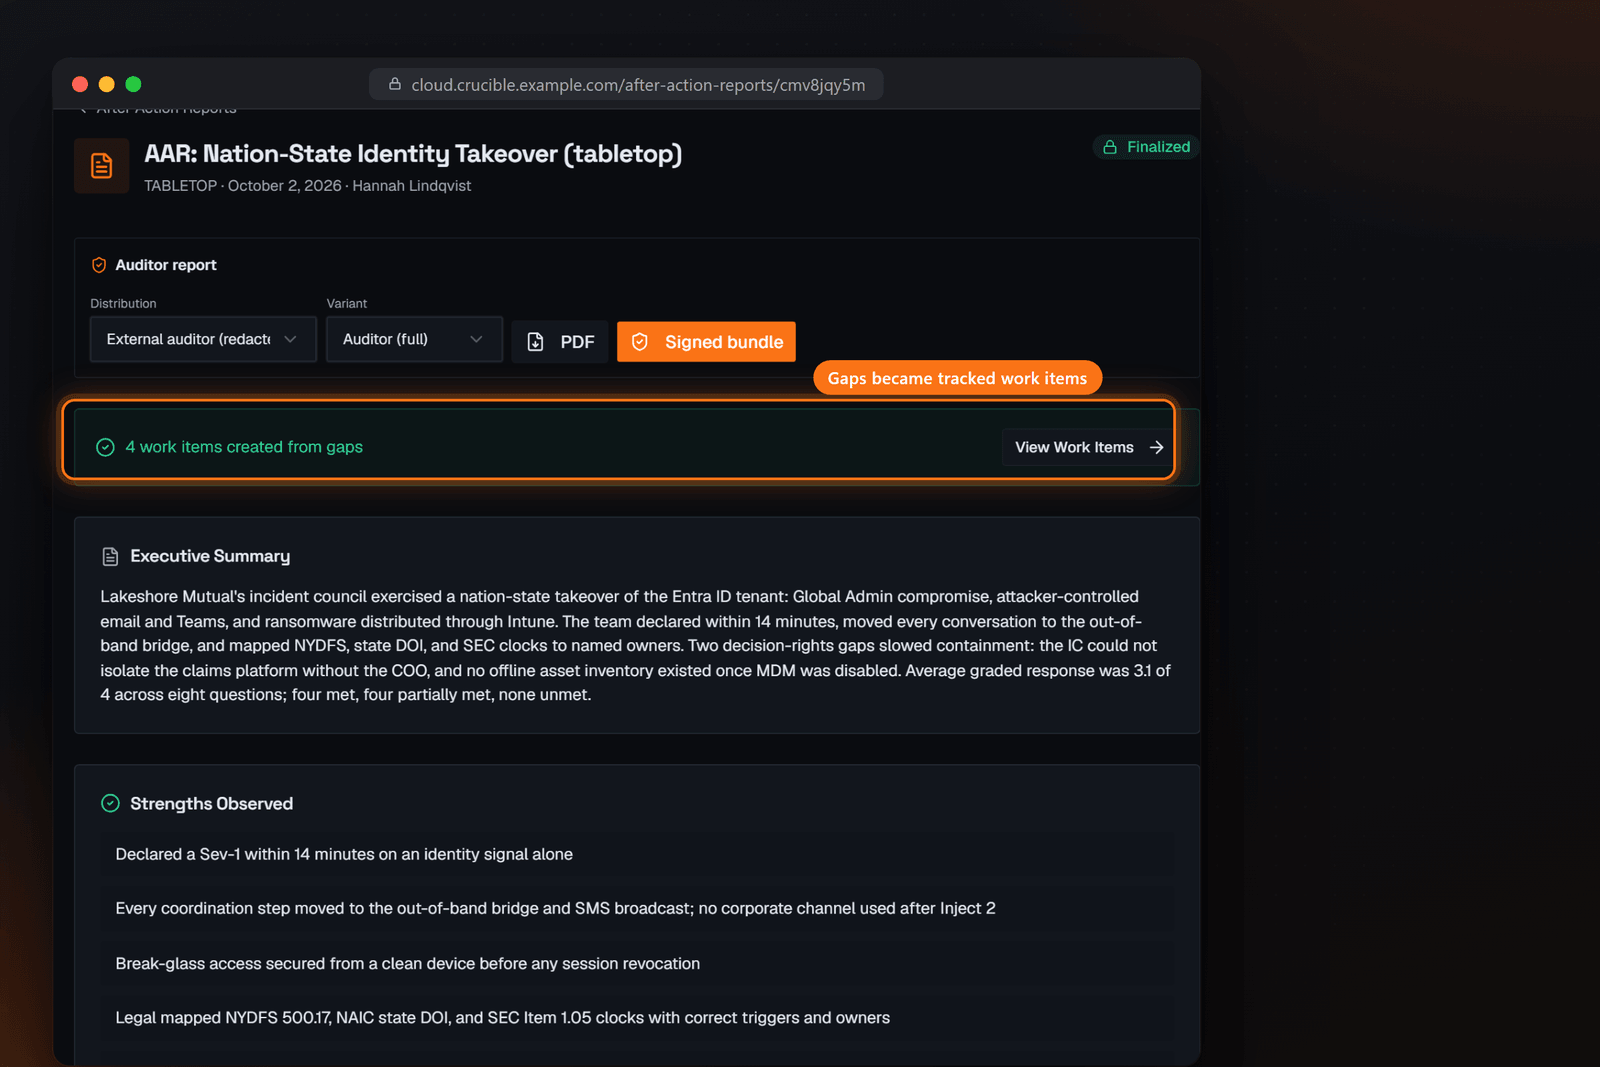 cloud.crucible.example.com/after-action-reports/cmv8jqy5m
After Action Reports
AAR: Nation-State Identity Takeover (tabletop)
Finalized
TABLETOP · October 2, 2026 · Hannah Lindqvist
Auditor report
Distribution
Variant
External auditor (redacte
Auditor (full)
PDF
Signed bundle
Gaps became tracked work items
4 work items created from gaps
View Work Items
Executive Summary
Lakeshore Mutual's incident council exercised a nation-state takeover of the Entra ID tenant: Global Admin compromise, attacker-controlled
email and Teams, and ransomware distributed through Intune. The team declared within 14 minutes, moved every conversation to the out-of-
band bridge, and mapped NYDFS, state DOI, and SEC clocks to named owners. Two decision-rights gaps slowed containment: the IC could not
isolate the claims platform without the COO, and no offline asset inventory existed once MDM was disabled. Average graded response was 3.1 of
4 across eight questions; four met, four partially met, none unmet.
Strengths Observed
Declared a Sev-1 within 14 minutes on an identity signal alone
Every coordination step moved to the out-of-band bridge and SMS broadcast; no corporate channel used after Inject 2
Break-glass access secured from a clean device before any session revocation
Legal mapped NYDFS 500.17, NAIC state DOI, and SEC Item 1.05 clocks with correct triggers and owners